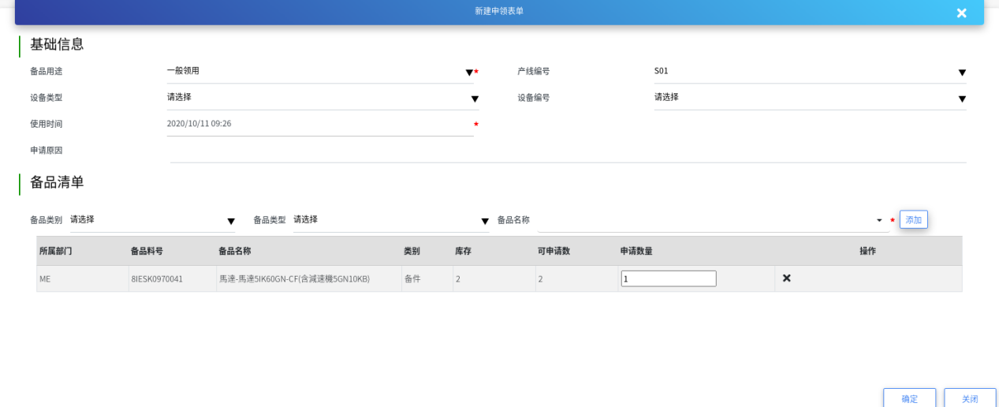 新建申领表单
基础信息
备品用途 一般领用 * 产线编号 S01
设备类型 请选择 设备编号 请选择
使用时间 2020/10/11 09:26 *
申请原因
备品清单
备品类别 请选择 备品类型 请选择 备品名称 * 添加
所属部门 备品料号 备品名称 类别 库存 可申请数 申请数量 操作
ME 8IESK0970041 馬達-馬達5IK60GN-CF(含減速機5GN10KB) 备件 2 2 1
确定 关闭